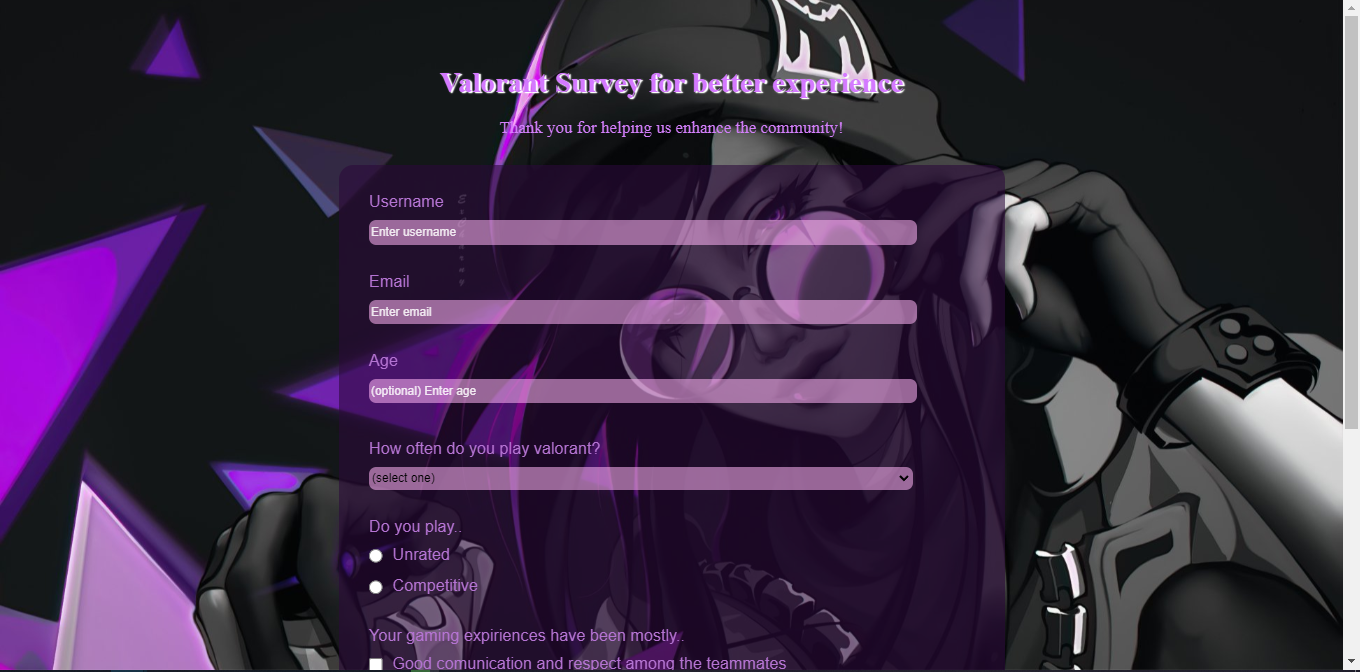 Valorant Survey for better experience
Thank you for helping us enhance the community!
Username
Enter username
Email
Enter email
Age
(optional) Enter age
How often do you play valorant?
(select one)
Do you play..
Unrated
Competitive
Your gaming expiriences have been mostly..
Good comunication and respect among the teammates